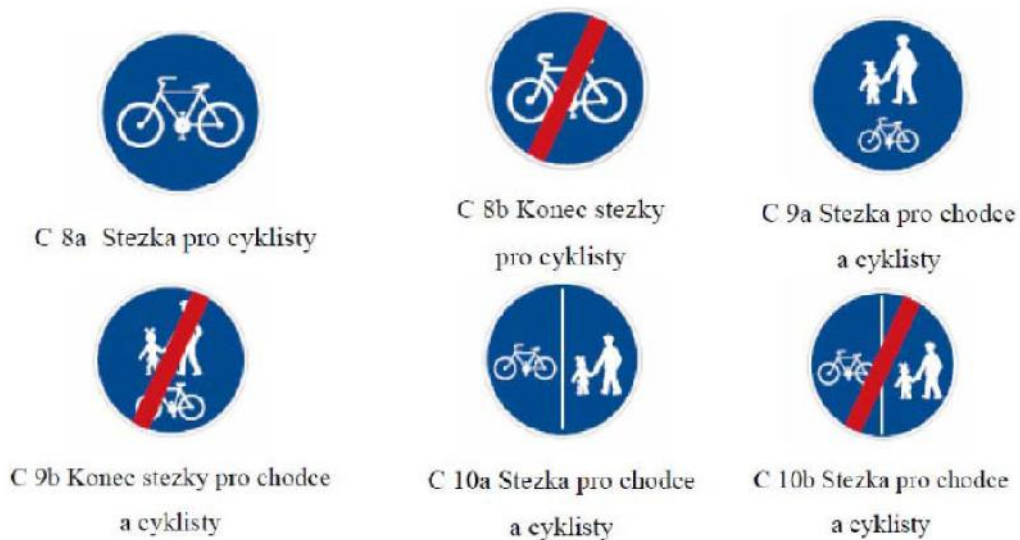 C 8a Stezka pro cyklisty
C 8b Konec stezky
pro cyklisty
C 9a Stezka pro chodce
a cyklisty
C 9b Konec stezky pro chodce
a cyklisty
C 10a Stezka pro chodce
a cyklisty
C 10b Stezka pro chodce
a cyklisty